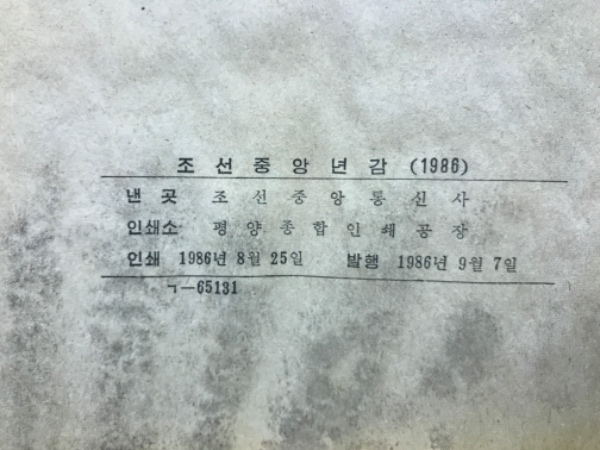 조선중앙년감 (1986)
낸 곳 조선중앙통신사
인쇄소 평양종합인쇄공장
인쇄 1986년 8월 25일 발행 1986년 9월 7일
ㄱ—65131